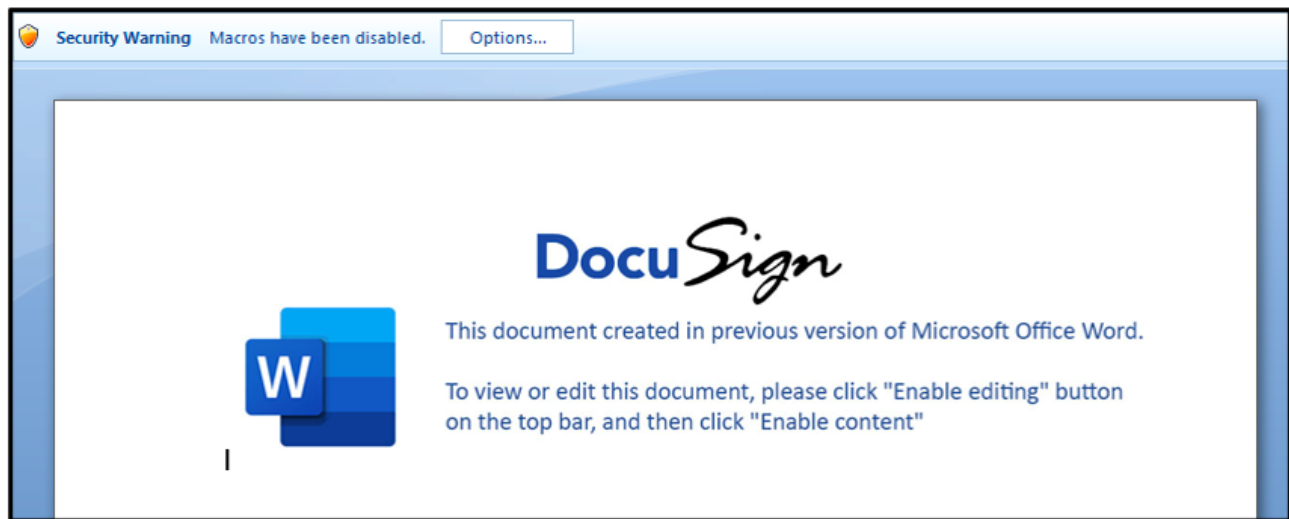 Security Warning Macros have been disabled. Options...
DocuSign
W
This document created in previous version of Microsoft Office Word.
To view or edit this document, please click "Enable editing" button
on the top bar, and then click "Enable content"